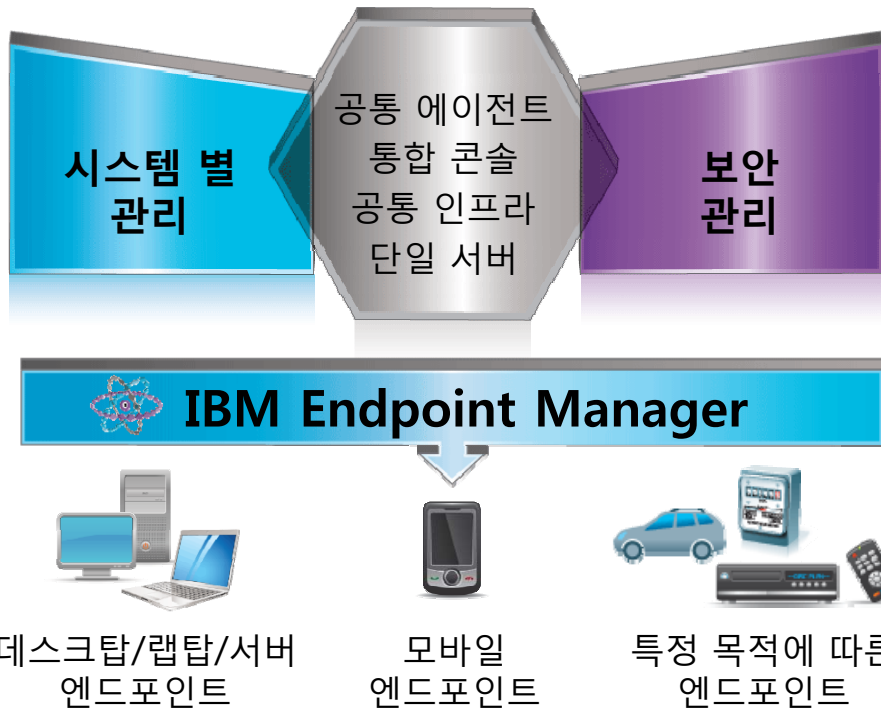 시스템 별
관리
공통 에이전트
통합 콘솔
공통 인프라
단일 서버
보안
관리
IBM Endpoint Manager
데스크탑/랩탑/서버
엔드포인트
모바일
엔드포인트
특정 목적에 따른
엔드포인트